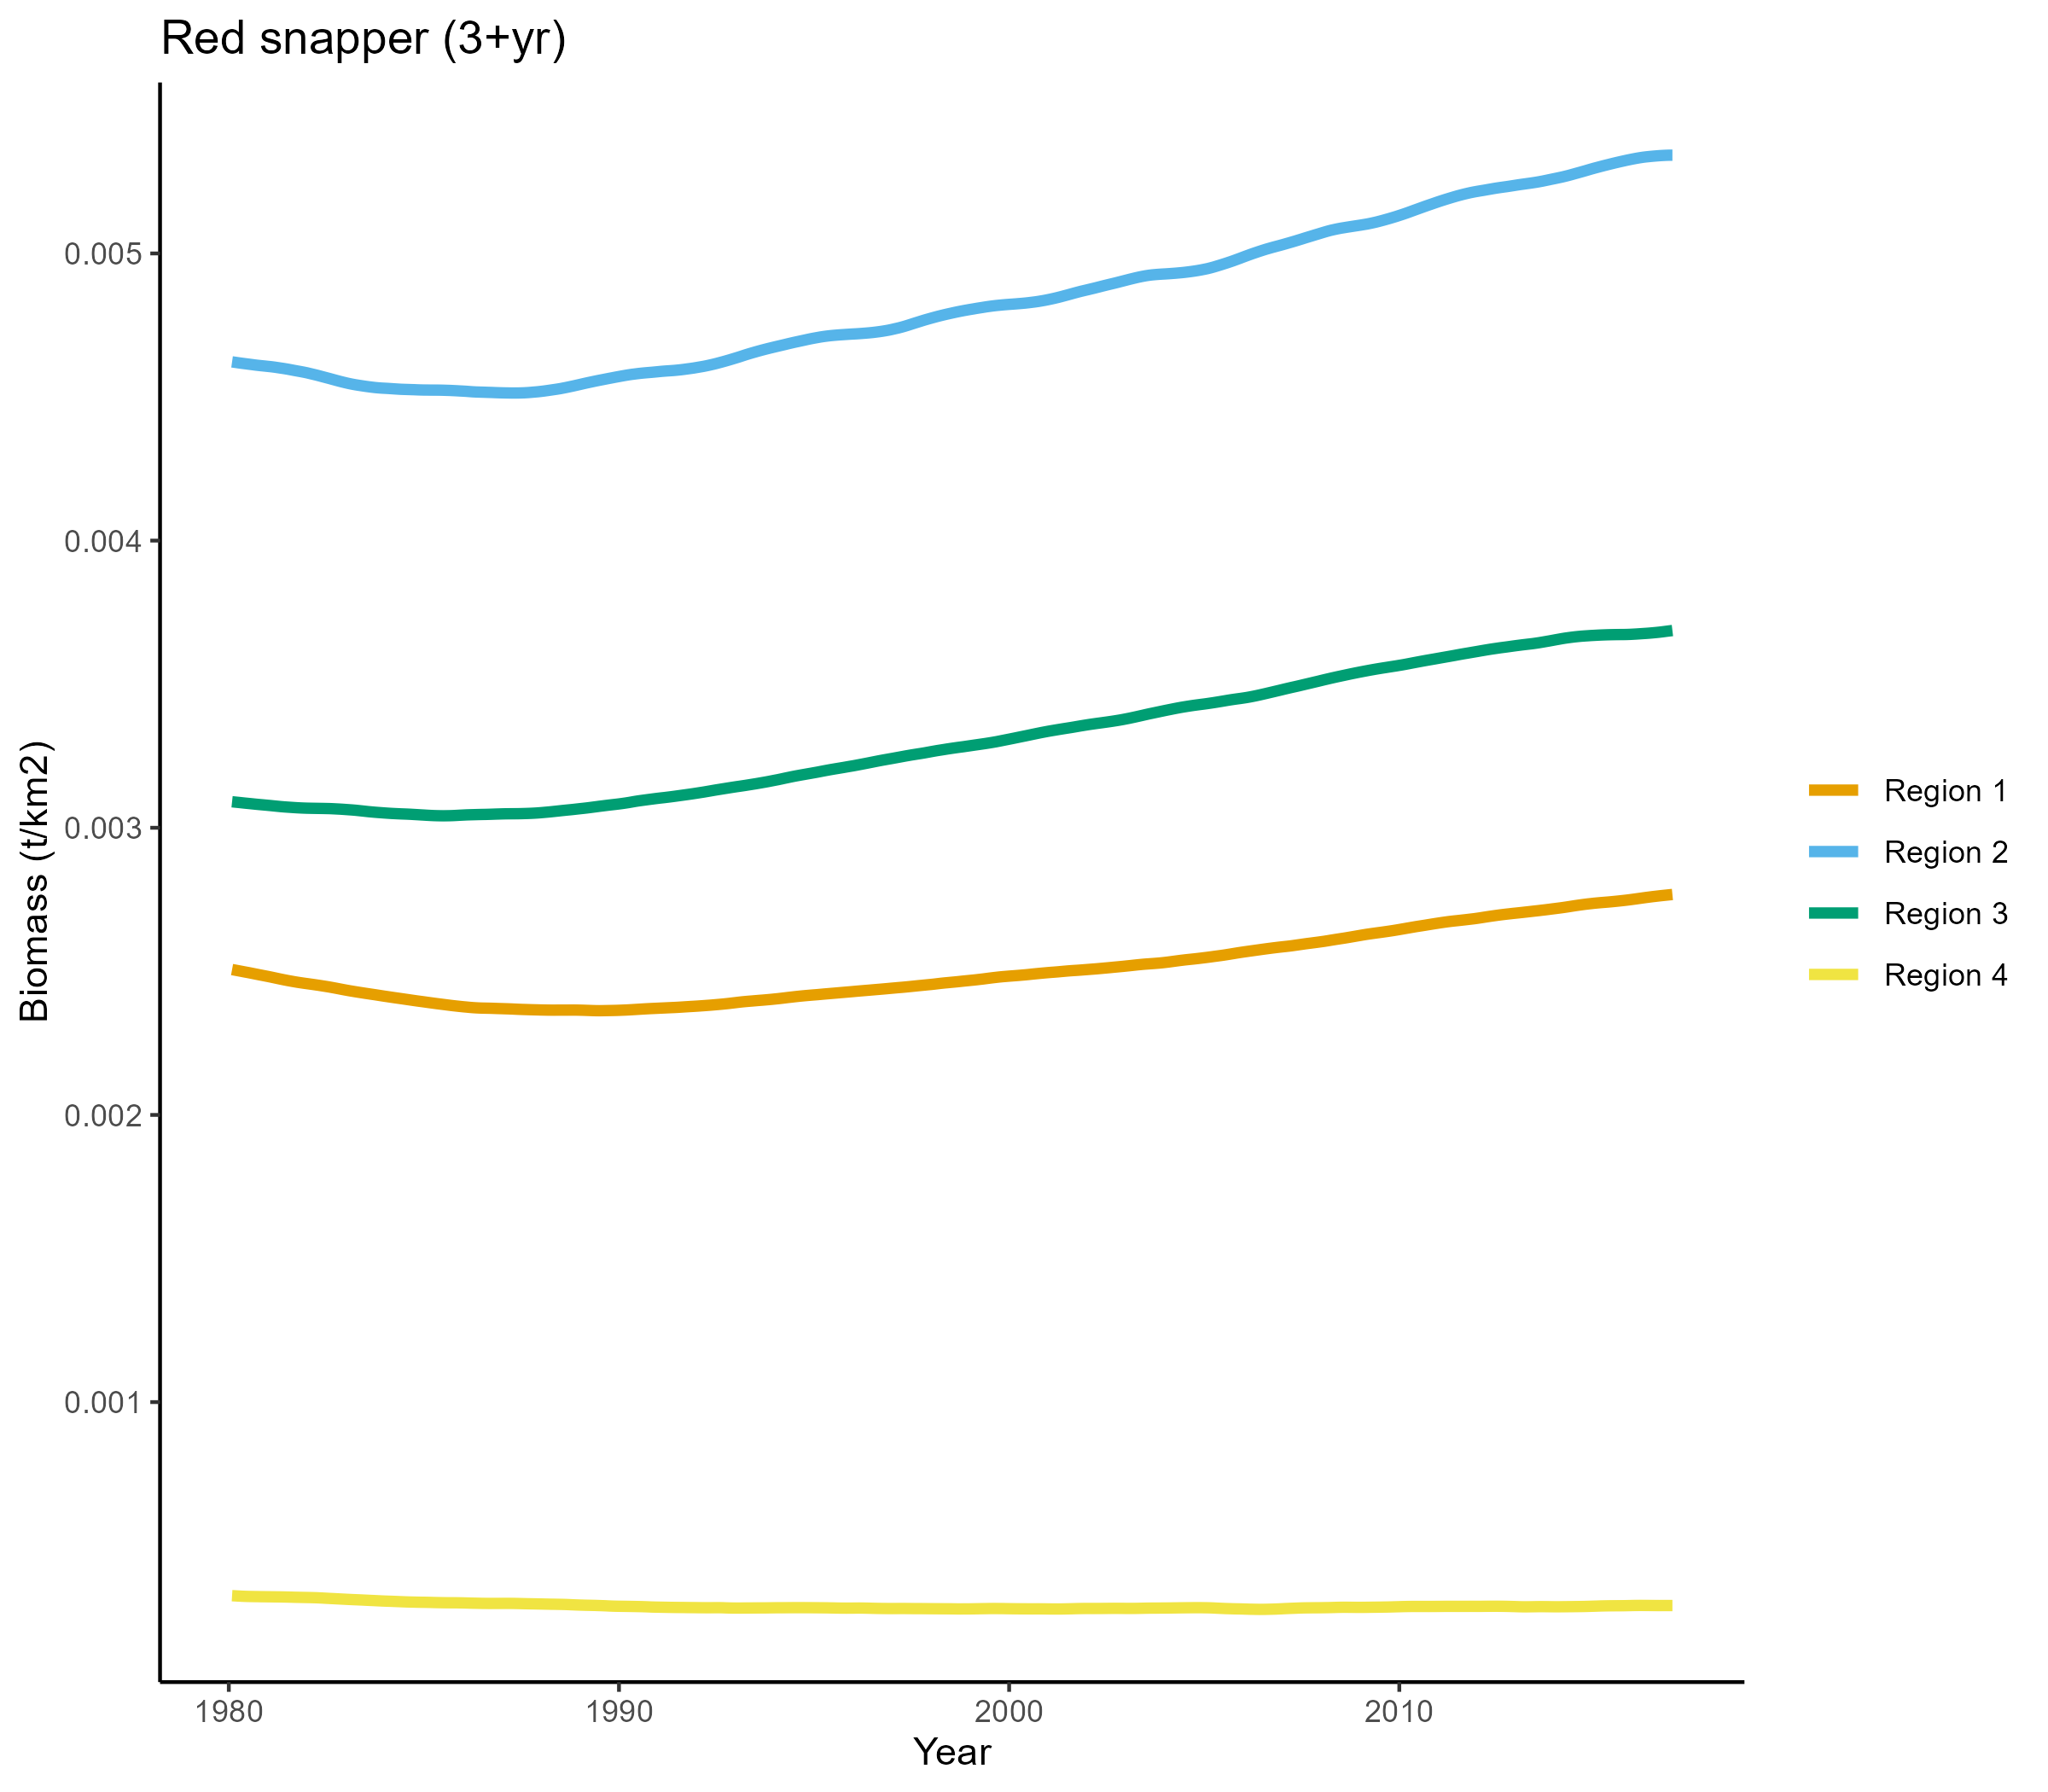 Red snapper (3+yr)
Biomass (t/km2)
0.005
0.004
0.003
0.002
0.001
1980 1990 2000 2010
Year
Region 1
Region 2
Region 3
Region 4